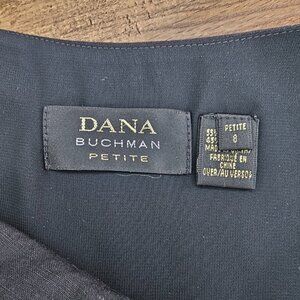 DANA
BUCHMAN
PETITE
PETITE
8
FABRIQUÉ EN
CHINE
OVER/AU VERSO